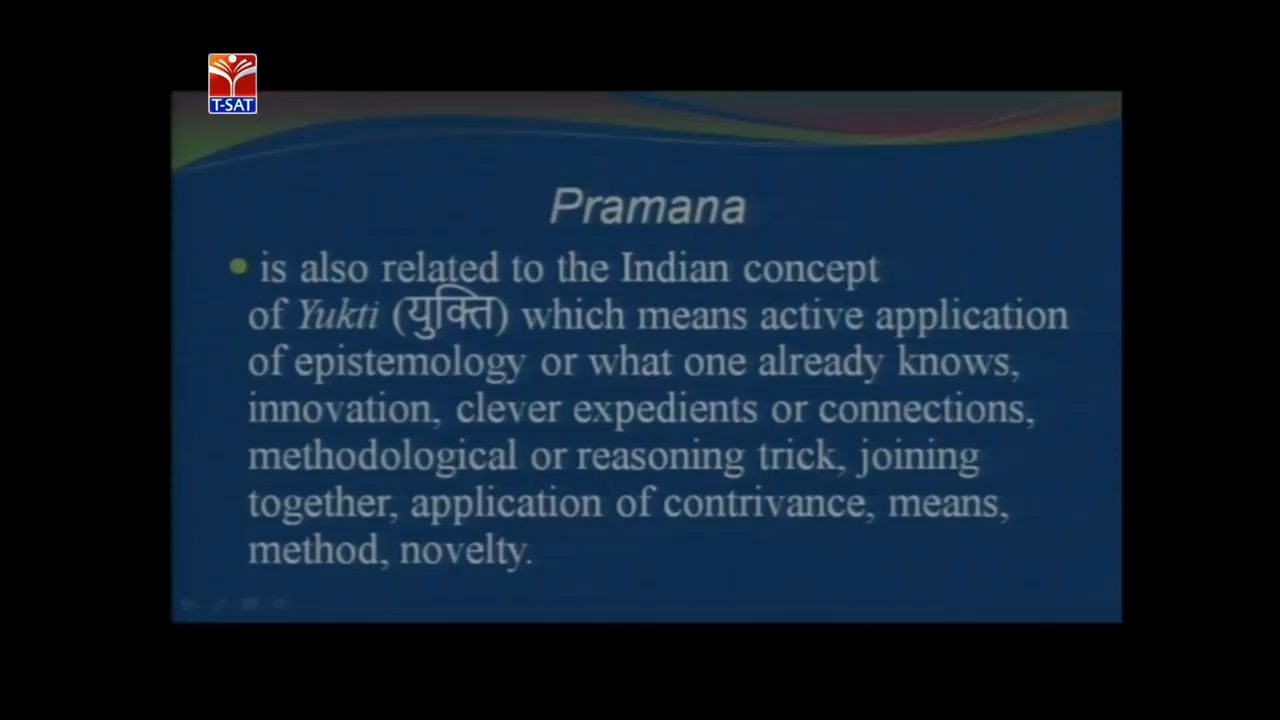 T-SAT
Pramana
is also related to the Indian concept
of Yukti (युक्ति) which means active application
of epistemology or what one already knows,
innovation, clever expedients or connections,
methodological or reasoning trick, joining
together, application of contrivance, means,
method, novelty.